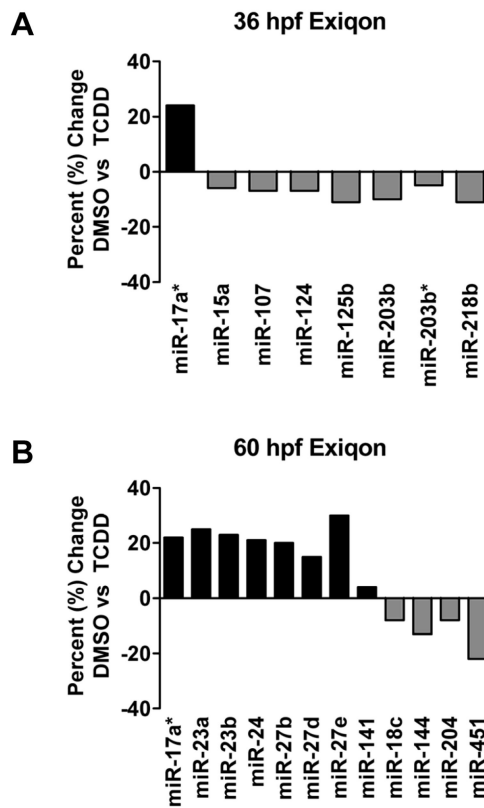 A
36 hpf Exiqon
Percent (%) Change
DMSO vs TCDD
40
20
0
-20
-40
miR-17a*
miR-15a
miR-107
miR-124
miR-125b
miR-203b
miR-203b*
miR-218b
B
60 hpf Exiqon
Percent (%) Change
DMSO vs TCDD
40
20
0
-20
-40
miR-17a*
miR-23a
miR-23b
miR-24
miR-27b
miR-27d
miR-27e
miR-141
miR-18c
miR-144
miR-204
miR-451